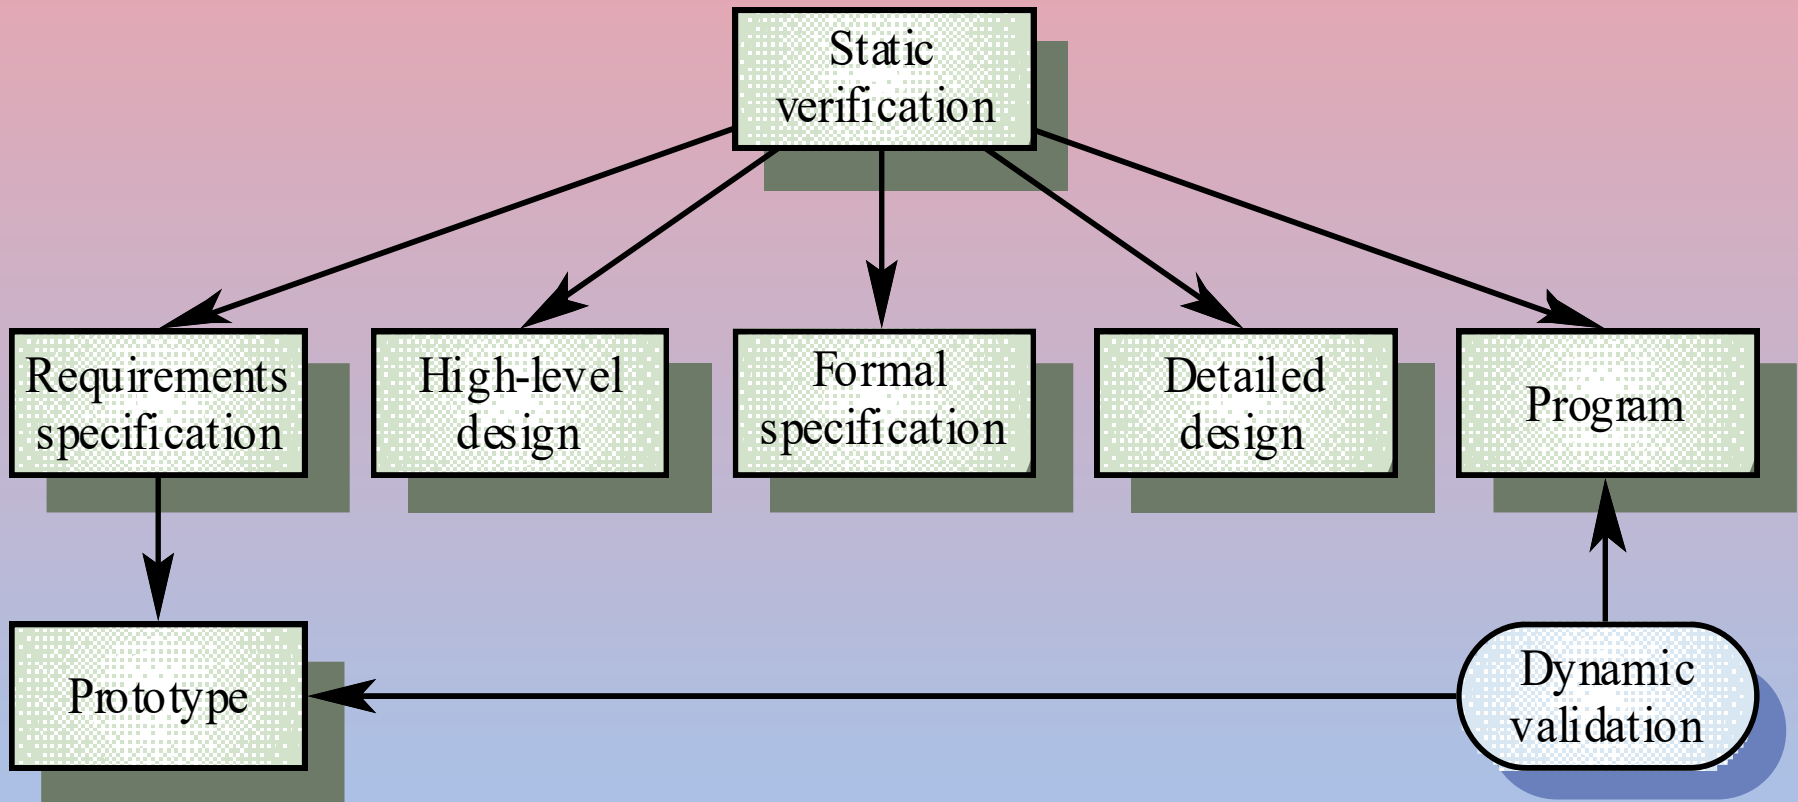 Static
verification
Requirements
specification
High-level
design
Formal
specification
Detailed
design
Program
Prototype
Dynamic
validation